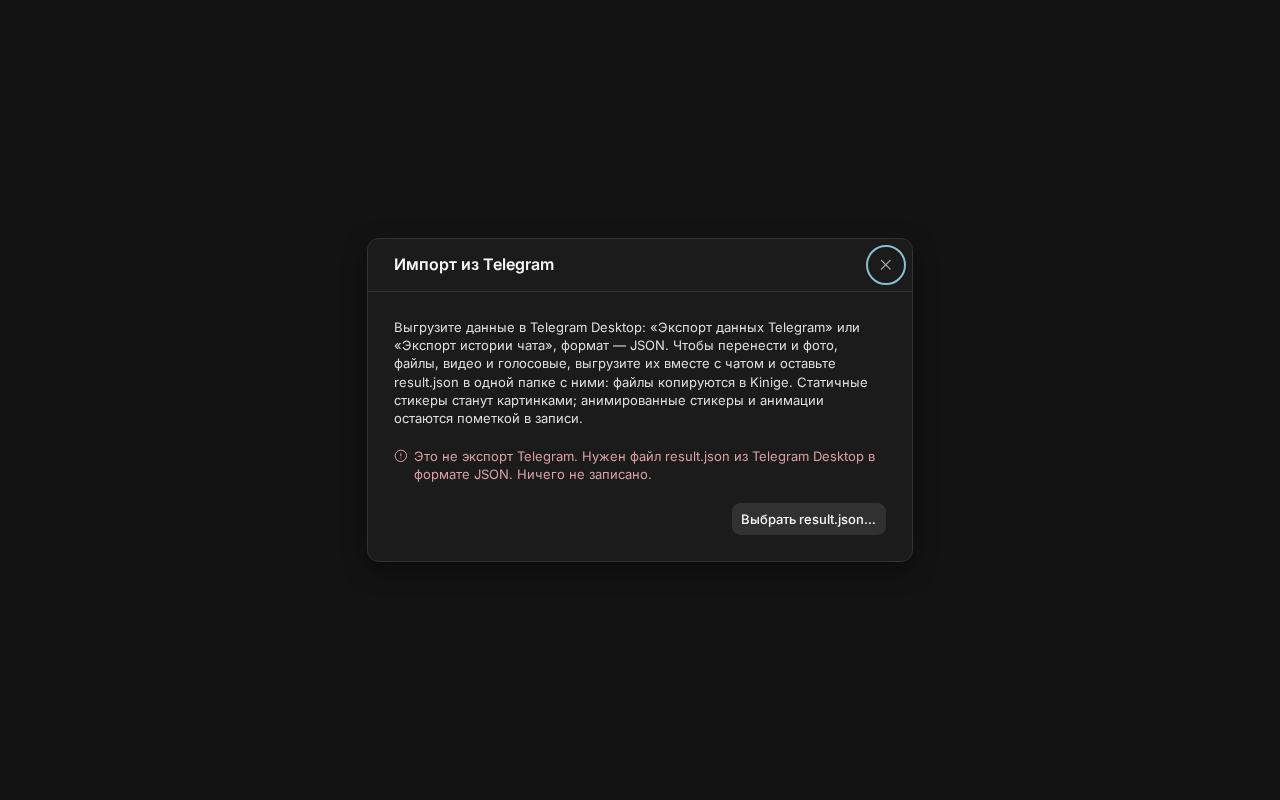 Импорт из Telegram
Выгрузите данные в Telegram Desktop: «Экспорт данных Telegram» или
«Экспорт истории чата», формат — JSON. Чтобы перенести и фото,
файлы, видео и голосовые, выгрузите их вместе с чатом и оставьте
result.json в одной папке с ними: файлы копируются в Kinige. Статичные
стикеры станут картинками; анимированные стикеры и анимации
остаются пометкой в записи.
Это не экспорт Telegram. Нужен файл result.json из Telegram Desktop в
формате JSON. Ничего не записано.
Выбрать result.json…